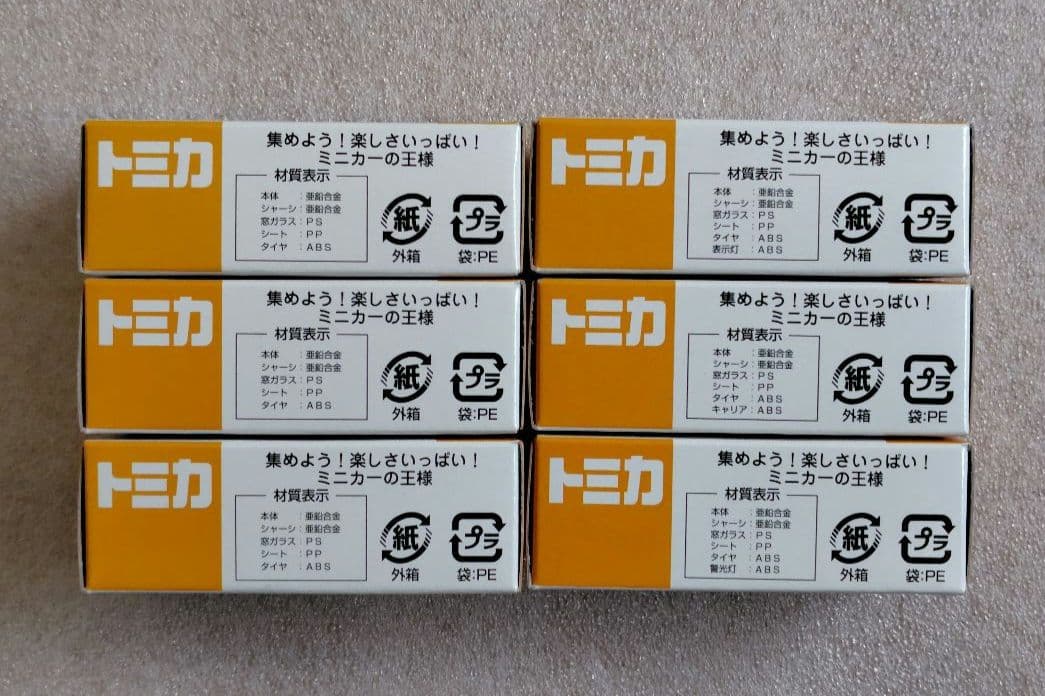 トミカ
集めよう！楽しさいっぱい！
ミニカーの王様
材質表示
本体　：亜鉛合金
シャーシ：亜鉛合金
窓ガラス：ＰＳ
シート　：ＰＰ
タイヤ　：ＡＢＳ
紙
外箱
プラ
袋:PE
トミカ
集めよう！楽しさいっぱい！
ミニカーの王様
材質表示
本体　：亜鉛合金
シャーシ：亜鉛合金
窓ガラス：ＰＳ
シート　：ＰＰ
タイヤ　：ＡＢＳ
表示灯　：ＡＢＳ
紙
外箱
プラ
袋:PE
トミカ
集めよう！楽しさいっぱい！
ミニカーの王様
材質表示
本体　：亜鉛合金
シャーシ：亜鉛合金
窓ガラス：ＰＳ
シート　：ＰＰ
タイヤ　：ＡＢＳ
紙
外箱
プラ
袋:PE
トミカ
集めよう！楽しさいっぱい！
ミニカーの王様
材質表示
本体　：亜鉛合金
シャーシ：亜鉛合金
窓ガラス：ＰＳ
シート　：ＰＰ
タイヤ　：ＡＢＳ
キャリア：ＡＢＳ
紙
外箱
プラ
袋:PE
トミカ
集めよう！楽しさいっぱい！
ミニカーの王様
材質表示
本体　：亜鉛合金
シャーシ：亜鉛合金
窓ガラス：ＰＳ
シート　：ＰＰ
タイヤ　：ＡＢＳ
紙
外箱
プラ
袋:PE
トミカ
集めよう！楽しさいっぱい！
ミニカーの王様
材質表示
本体　：亜鉛合金
シャーシ：亜鉛合金
窓ガラス：ＰＳ
シート　：ＰＰ
タイヤ　：ＡＢＳ
警光灯　：ＡＢＳ
紙
外箱
プラ
袋:PE